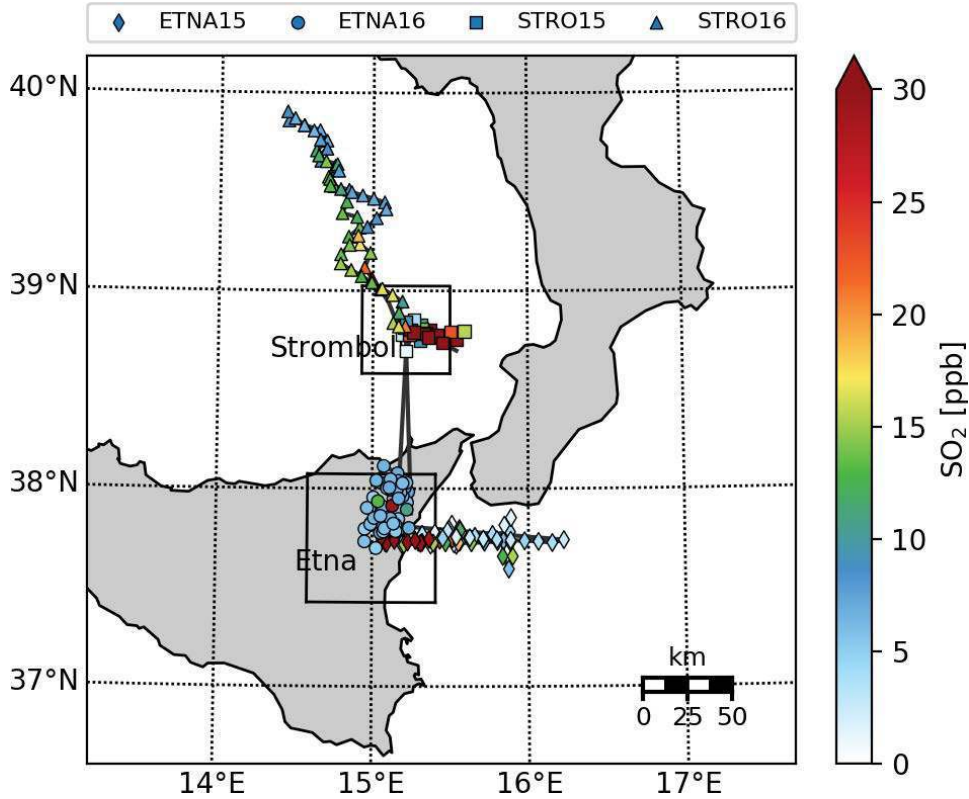 ETNA15 ETNA16 STRO15 STRO16
40°N
39°N
38°N
37°N
14°E 15°E 16°E 17°E
Strombol
Etna
km
0 25 50
30
25
20
15
10
5
0
SO₂ [ppb]